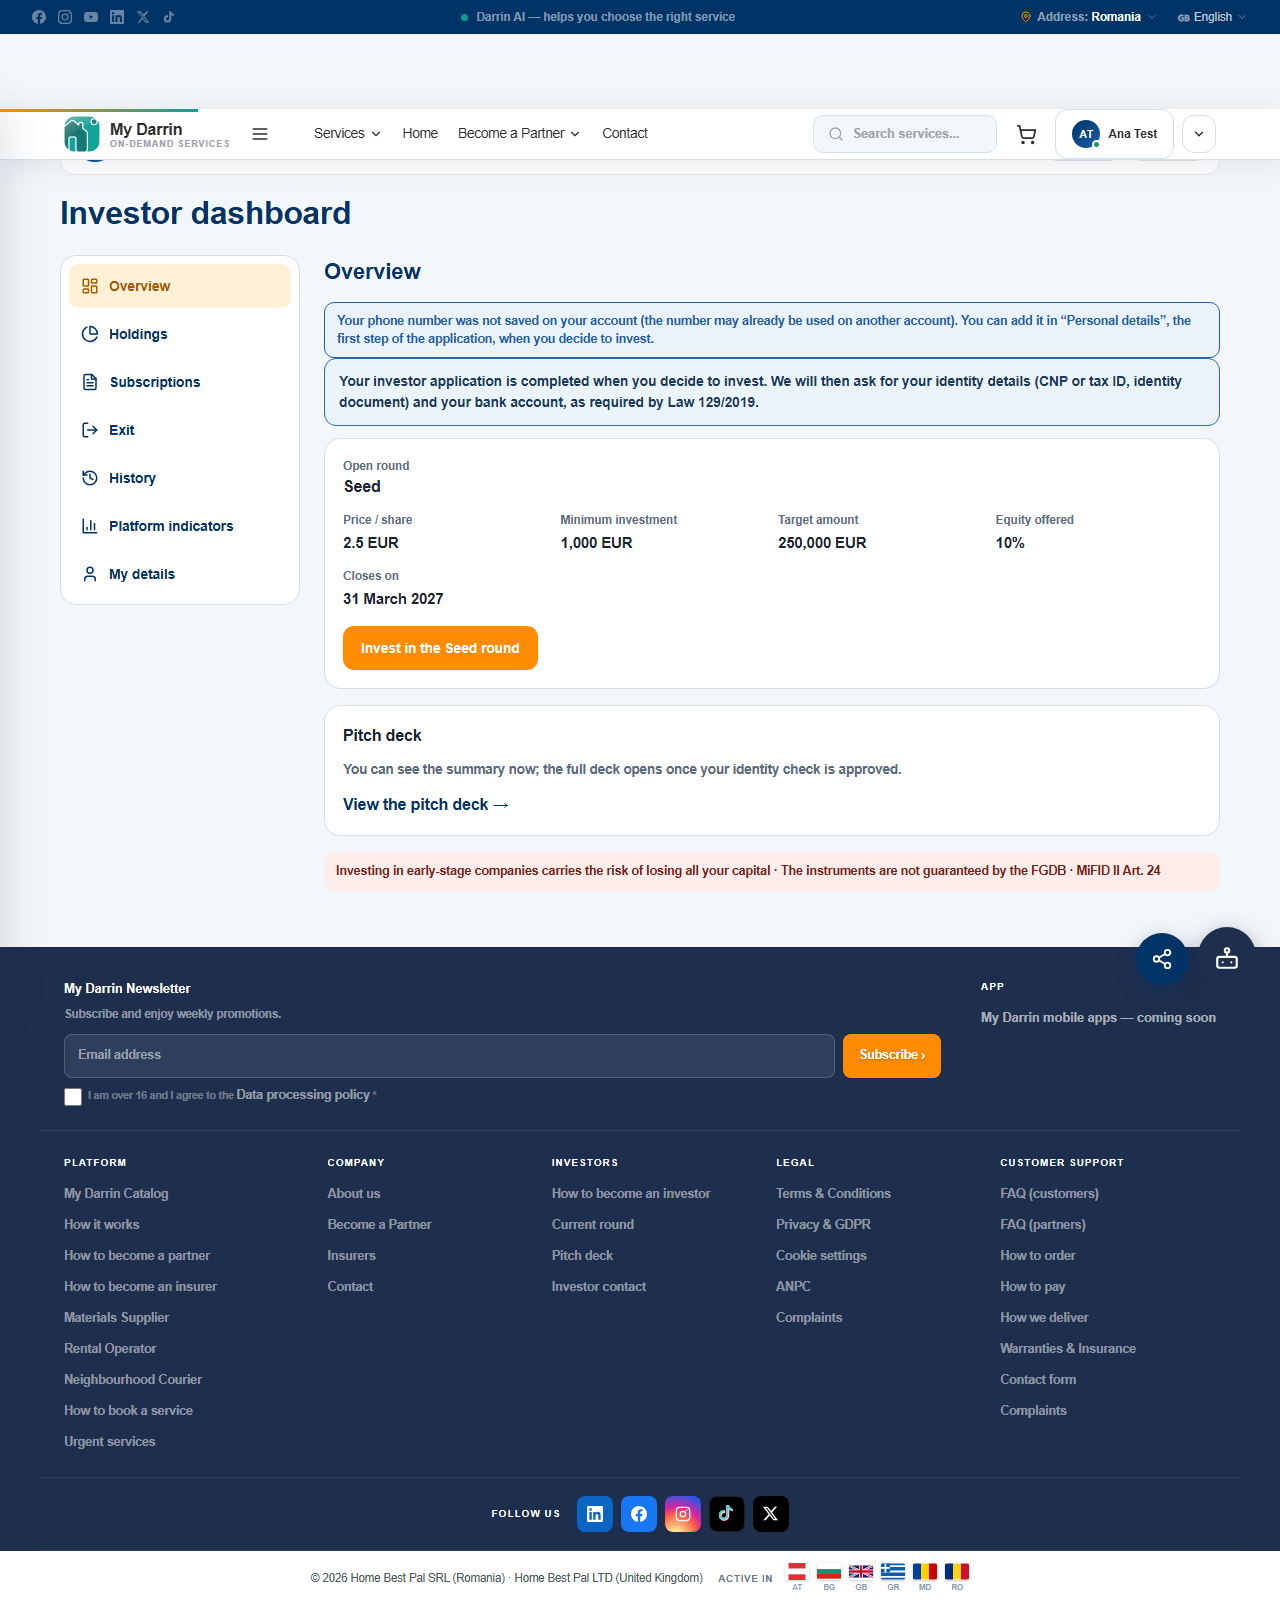 Darrin AI — helps you choose the right service
Address: Romania
GB English
My Darrin
ON-DEMAND SERVICES
Services
Home
Become a Partner
Contact
Search services...
AT
Ana Test
Investor dashboard
Overview
Holdings
Subscriptions
Exit
History
Platform indicators
My details
Overview
Your phone number was not saved on your account (the number may already be used on another account). You can add it in “Personal details”, the
first step of the application, when you decide to invest.
Your investor application is completed when you decide to invest. We will then ask for your identity details (CNP or tax ID, identity
document) and your bank account, as required by Law 129/2019.
Open round
Seed
Price / share
2.5 EUR
Minimum investment
1,000 EUR
Target amount
250,000 EUR
Equity offered
10%
Closes on
31 March 2027
Invest in the Seed round
Pitch deck
You can see the summary now; the full deck opens once your identity check is approved.
View the pitch deck →
Investing in early-stage companies carries the risk of losing all your capital · The instruments are not guaranteed by the FGDB · MiFID II Art. 24
My Darrin Newsletter
Subscribe and enjoy weekly promotions.
Email address
Subscribe ›
I am over 16 and I agree to the Data processing policy *
APP
My Darrin mobile apps — coming soon
PLATFORM
My Darrin Catalog
How it works
How to become a partner
How to become an insurer
Materials Supplier
Rental Operator
Neighbourhood Courier
How to book a service
Urgent services
COMPANY
About us
Become a Partner
Insurers
Contact
INVESTORS
How to become an investor
Current round
Pitch deck
Investor contact
LEGAL
Terms & Conditions
Privacy & GDPR
Cookie settings
ANPC
Complaints
CUSTOMER SUPPORT
FAQ (customers)
FAQ (partners)
How to order
How to pay
How we deliver
Warranties & Insurance
Contact form
Complaints
FOLLOW US
© 2026 Home Best Pal SRL (Romania) · Home Best Pal LTD (United Kingdom)
ACTIVE IN
AT
BG
GB
GR
MD
RO